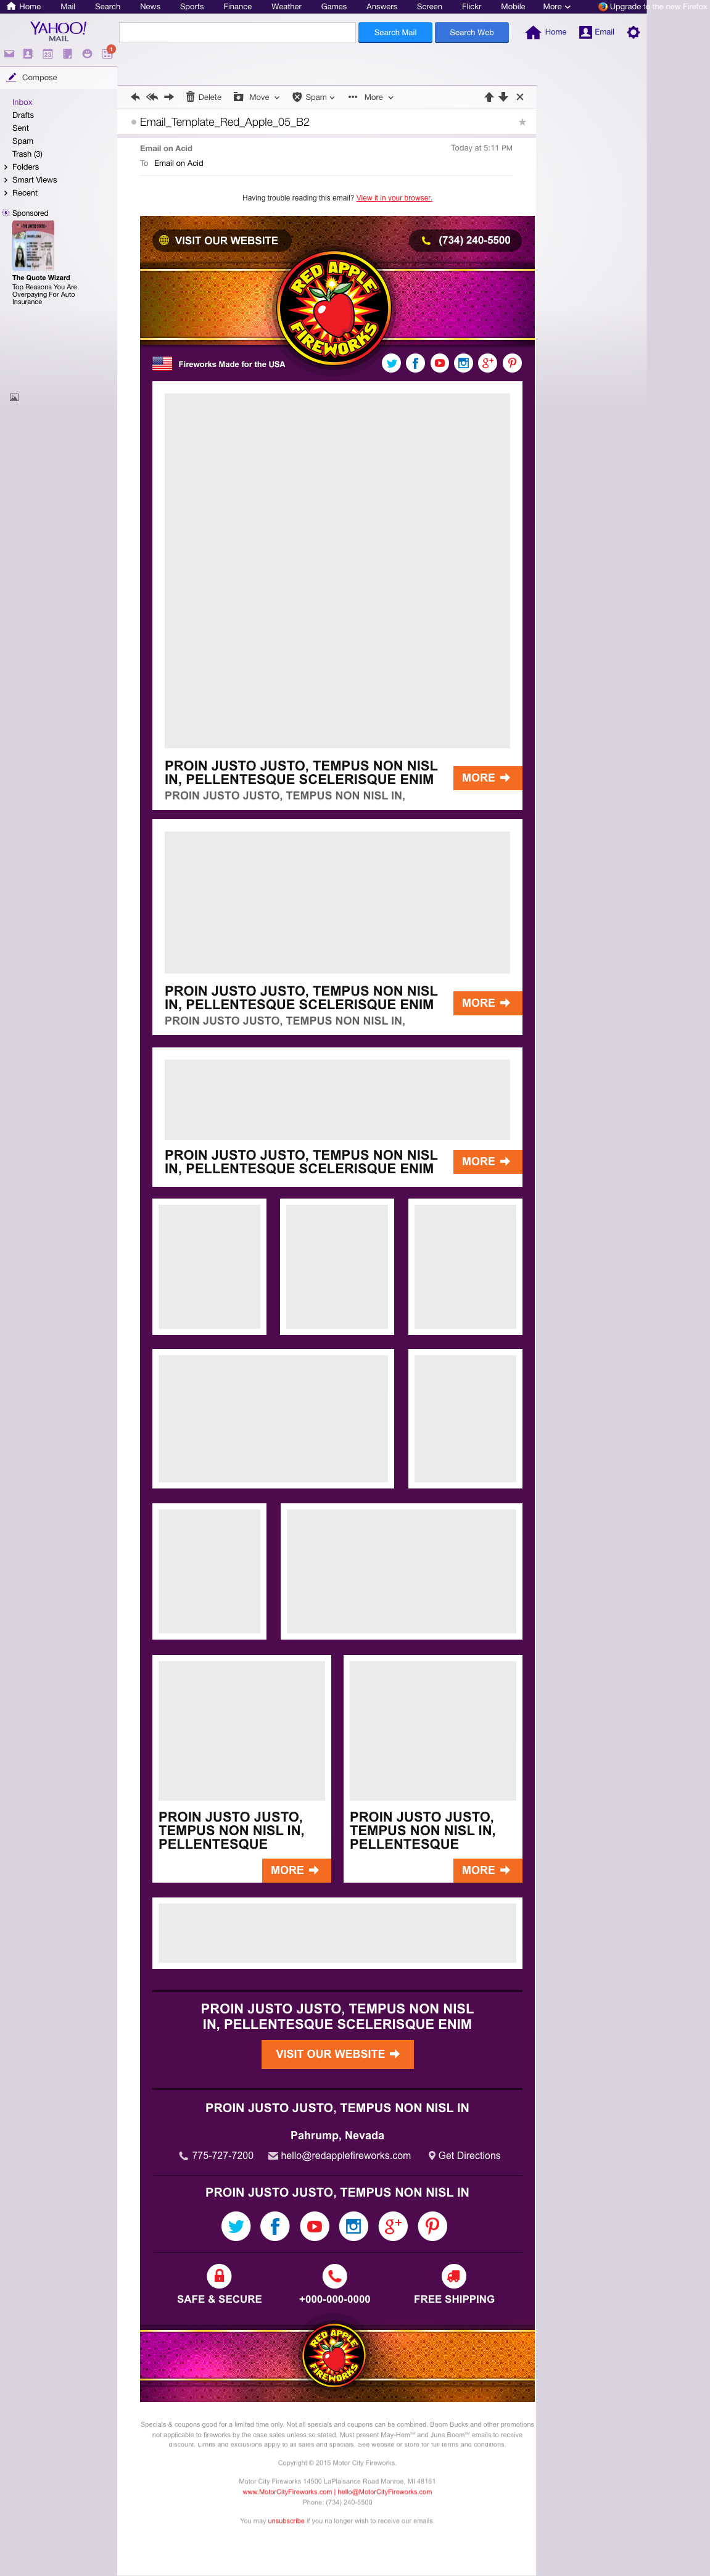 Home Mail Search News Sports Finance Weather Games Answers Screen Flickr Mobile More Upgrade to the new Firefox
YAHOO!
MAIL
Search Mail Search Web Home Email
1
23
Compose
Inbox
Drafts
Sent
Spam
Trash (3)
Folders
Smart Views
Recent
Sponsored
The Quote Wizard
Top Reasons You Are
Overpaying For Auto
Insurance
Delete Move Spam More
Email_Template_Red_Apple_05_B2
Email on Acid Today at 5:11 PM
To Email on Acid
Having trouble reading this email? View it in your browser.
VISIT OUR WEBSITE (734) 240-5500
RED APPLE
FIREWORKS
Fireworks Made for the USA
PROIN JUSTO JUSTO, TEMPUS NON NISL
IN, PELLENTESQUE SCELERISQUE ENIM
MORE
PROIN JUSTO JUSTO, TEMPUS NON NISL IN,
PROIN JUSTO JUSTO, TEMPUS NON NISL
IN, PELLENTESQUE SCELERISQUE ENIM
MORE
PROIN JUSTO JUSTO, TEMPUS NON NISL IN,
PROIN JUSTO JUSTO, TEMPUS NON NISL
IN, PELLENTESQUE SCELERISQUE ENIM
MORE
PROIN JUSTO JUSTO,
TEMPUS NON NISL IN,
PELLENTESQUE
MORE
PROIN JUSTO JUSTO,
TEMPUS NON NISL IN,
PELLENTESQUE
MORE
PROIN JUSTO JUSTO, TEMPUS NON NISL
IN, PELLENTESQUE SCELERISQUE ENIM
VISIT OUR WEBSITE
PROIN JUSTO JUSTO, TEMPUS NON NISL IN
Pahrump, Nevada
775-727-7200 hello@redapplefireworks.com Get Directions
PROIN JUSTO JUSTO, TEMPUS NON NISL IN
SAFE & SECURE +000-000-0000 FREE SHIPPING
RED APPLE
FIREWORKS
Specials & coupons good for a limited time only. Not all specials and coupons can be combined. Boom Bucks and other promotions
not applicable to fireworks by the case sales unless so stated. Must present May-Hem℠ and June Boom℠ emails to receive
discount. Limits and exclusions apply to all sales and specials. See website or store for full terms and conditions.
Copyright © 2015 Motor City Fireworks.
Motor City Fireworks 14500 LaPlaisance Road Monroe, MI 48161
www.MotorCityFireworks.com | hello@MotorCityFireworks.com
Phone: (734) 240-5500
You may unsubscribe if you no longer wish to receive our emails.